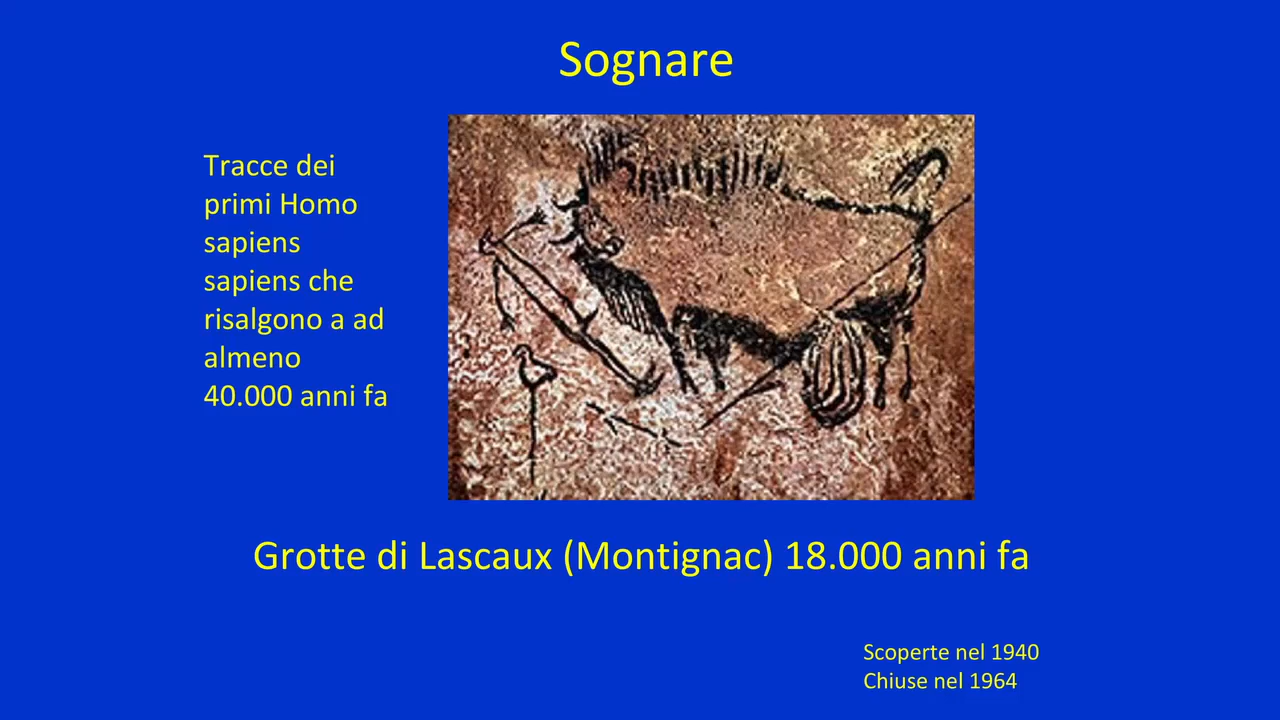 Sognare
Tracce dei
primi Homo
sapiens
sapiens che
risalgono a ad
almeno
40.000 anni fa
Grotte di Lascaux (Montignac) 18.000 anni fa
Scoperte nel 1940
Chiuse nel 1964